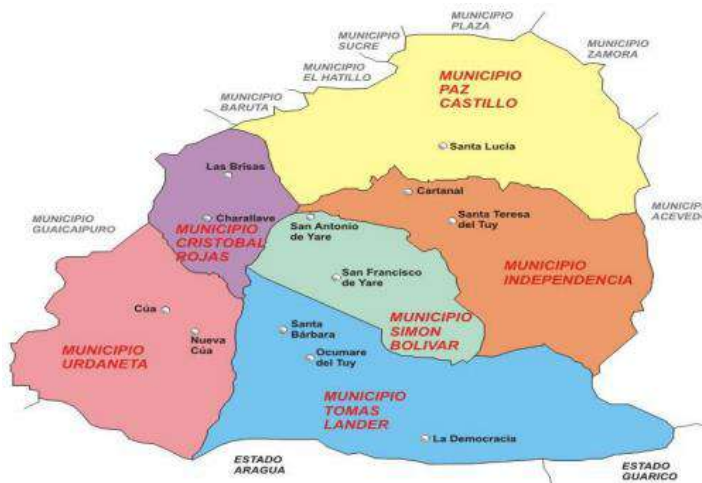 MUNICIPIO
PLAZA
MUNICIPIO
SUCRE
MUNICIPIO
ZAMORA
MUNICIPIO
EL HATILLO
MUNICIPIO
BARUTA
MUNICIPIO
PAZ
CASTILLO
Santa Lucía
Las Brisas
Cartanal
MUNICIPIO
ACEVEDO
MUNICIPIO
GUAICAIPURO
Charallave
MUNICIPIO
CRISTOBAL
ROJAS
San Antonio
de Yare
Santa Teresa
del Tuy
MUNICIPIO
INDEPENDENCIA
San Francisco
de Yare
Cúa
Nueva
Cúa
Santa
Bárbara
MUNICIPIO
SIMON
BOLIVAR
MUNICIPIO
URDANETA
Ocumare
del Tuy
MUNICIPIO
TOMAS
LANDER
La Democracia
ESTADO
ARAGUA
ESTADO
GUARICO